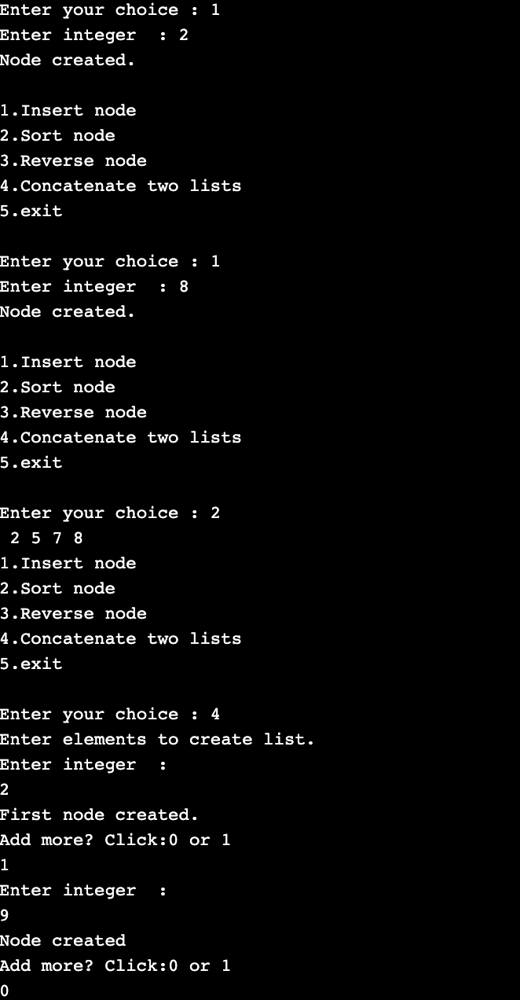 Enter your choice : 1
Enter integer  : 2
Node created.

1.Insert node
2.Sort node
3.Reverse node
4.Concatenate two lists
5.exit

Enter your choice : 1
Enter integer  : 8
Node created.

1.Insert node
2.Sort node
3.Reverse node
4.Concatenate two lists
5.exit

Enter your choice : 2
 2 5 7 8
1.Insert node
2.Sort node
3.Reverse node
4.Concatenate two lists
5.exit

Enter your choice : 4
Enter elements to create list.
Enter integer  :
2
First node created.
Add more? Click:0 or 1
1
Enter integer  :
9
Node created
Add more? Click:0 or 1
0